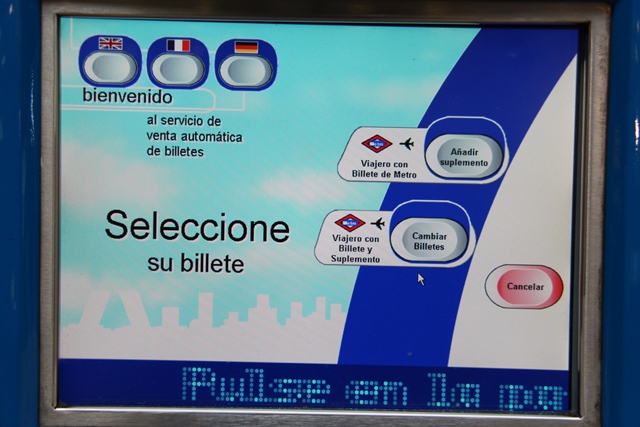 bienvenido
al servicio de
venta automática
de billetes
Viajero con
Billete de Metro
Añadir
suplemento
Seleccione
su billete
Viajero con
Billete y
Suplemento
Cambiar
Billetes
Cancelar
Pulse en la pa